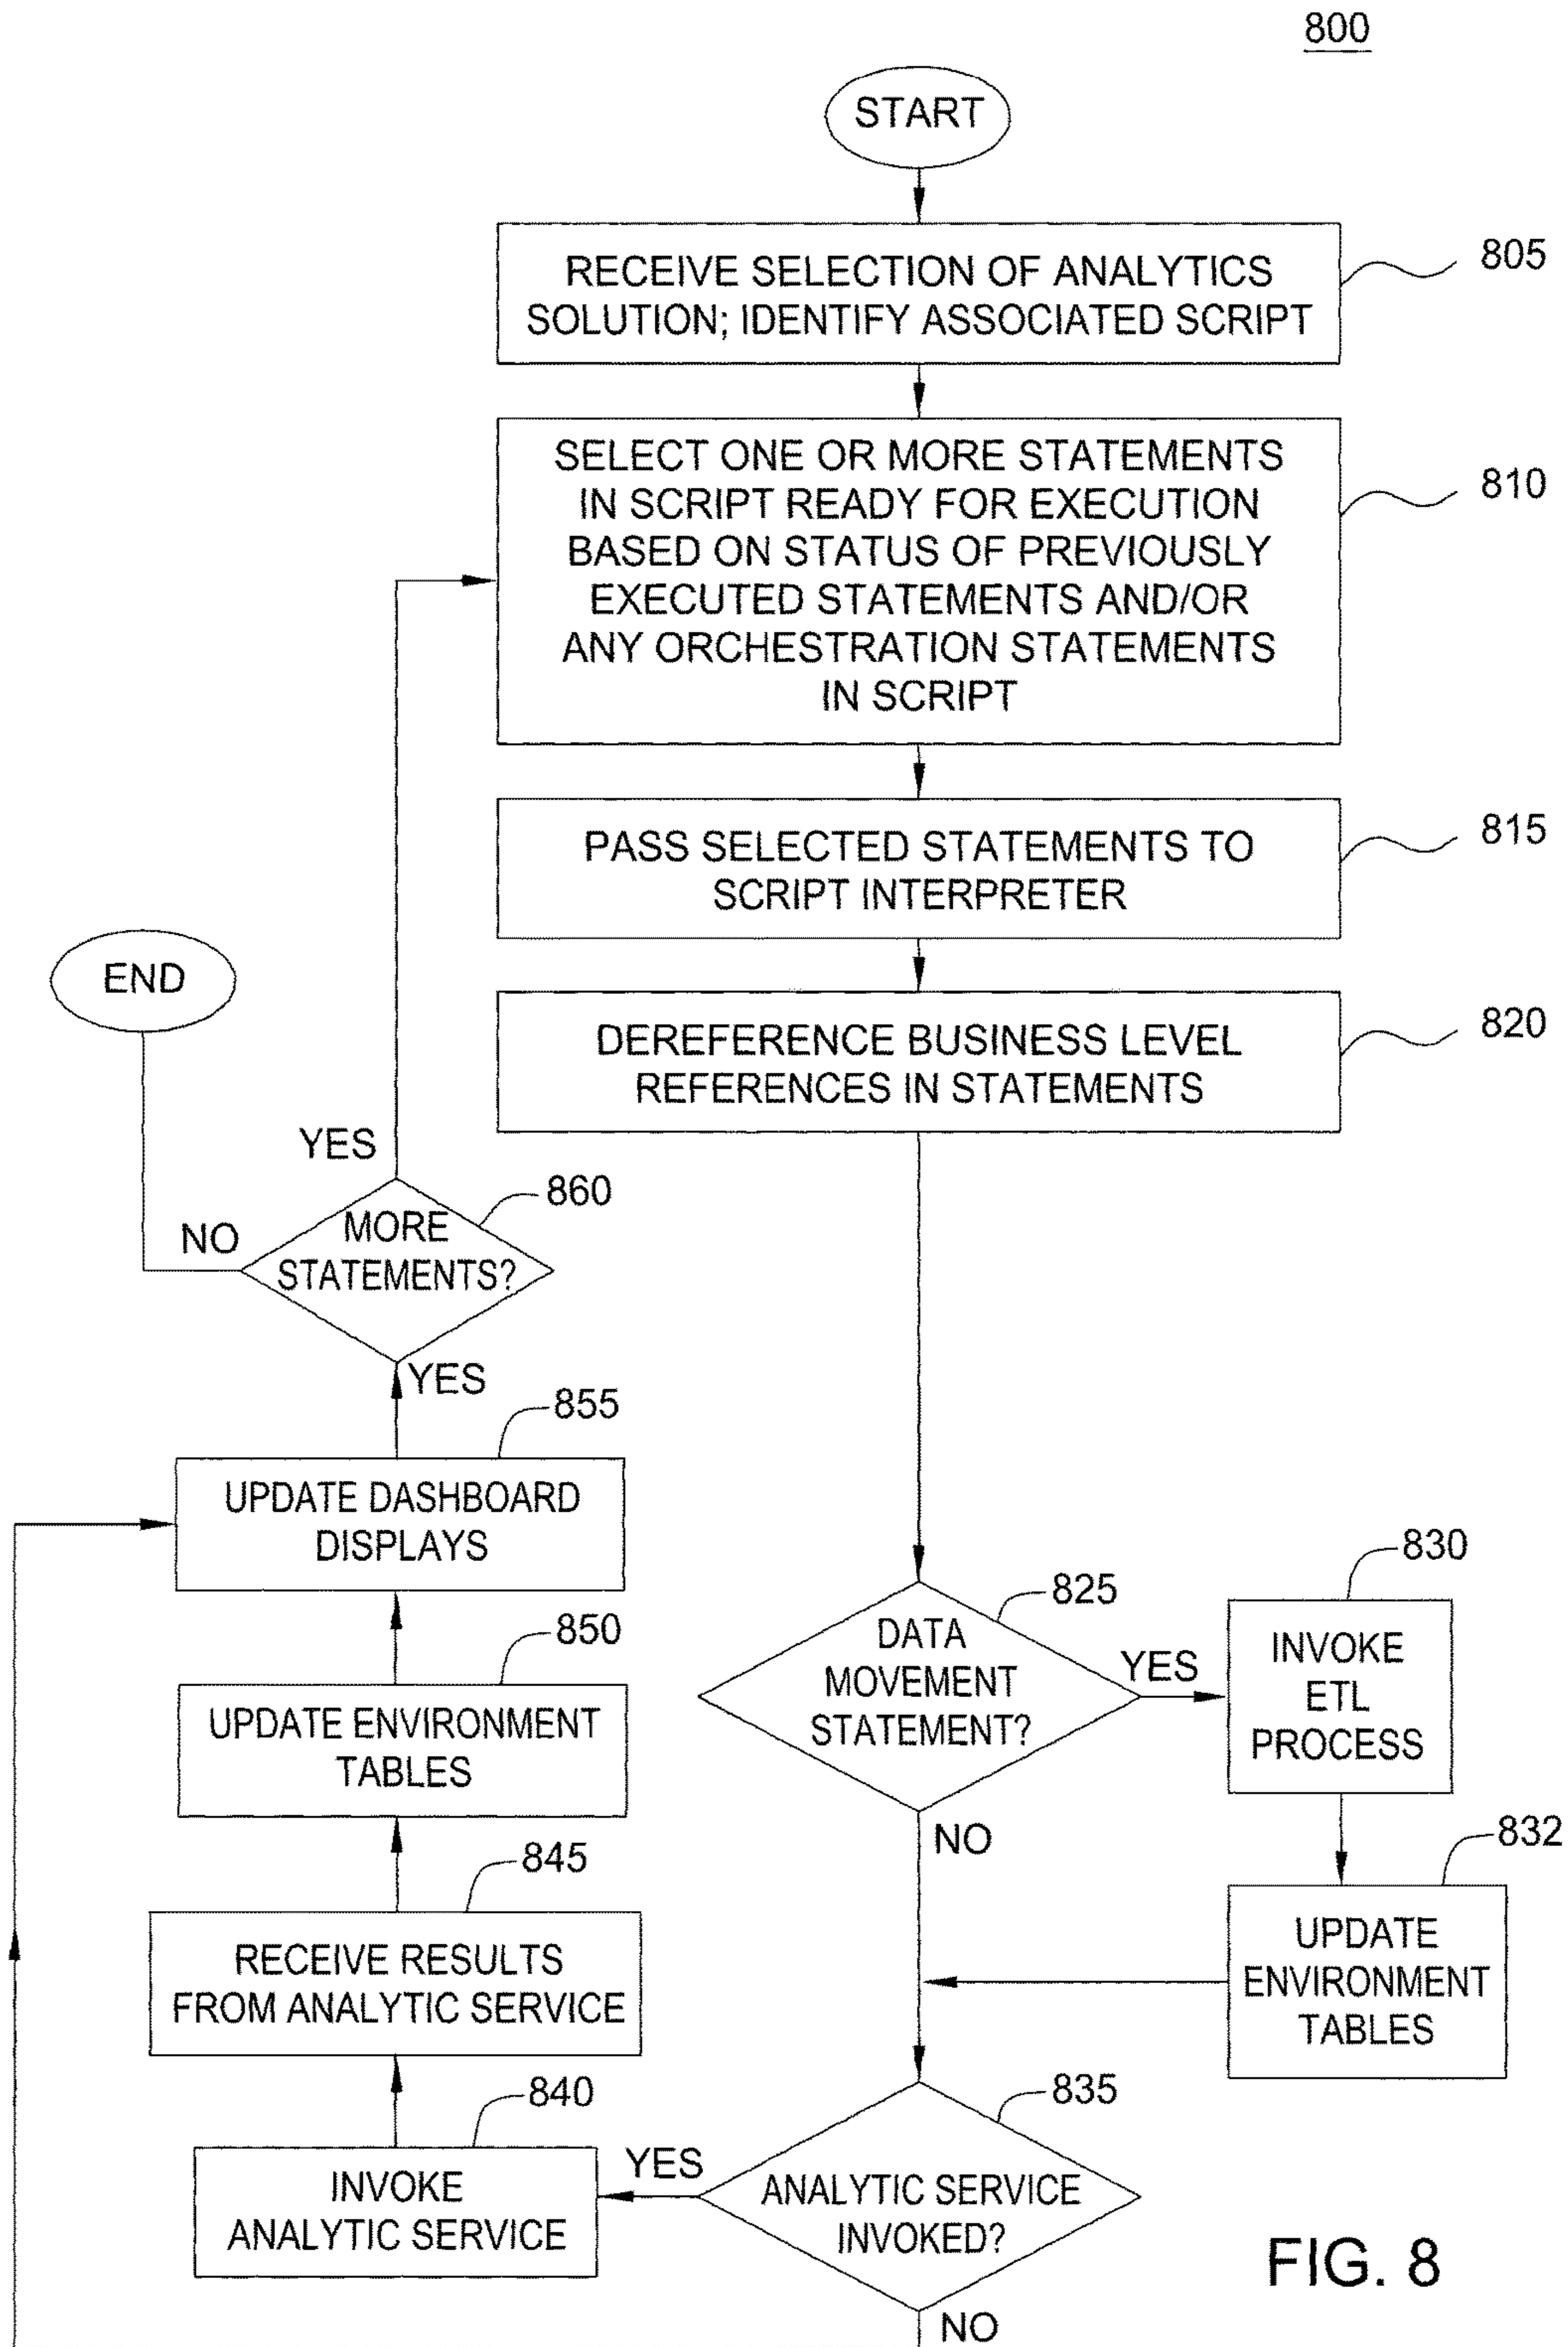 800
START
RECEIVE SELECTION OF ANALYTICS
SOLUTION; IDENTIFY ASSOCIATED SCRIPT
805
SELECT ONE OR MORE STATEMENTS
IN SCRIPT READY FOR EXECUTION
BASED ON STATUS OF PREVIOUSLY
EXECUTED STATEMENTS AND/OR
ANY ORCHESTRATION STATEMENTS
IN SCRIPT
810
PASS SELECTED STATEMENTS TO
SCRIPT INTERPRETER
815
DEREFERENCE BUSINESS LEVEL
REFERENCES IN STATEMENTS
820
END
YES
NO
MORE
STATEMENTS?
860
YES
855
UPDATE DASHBOARD
DISPLAYS
850
UPDATE ENVIRONMENT
TABLES
845
RECEIVE RESULTS
FROM ANALYTIC SERVICE
840
INVOKE
ANALYTIC SERVICE
825
DATA
MOVEMENT
STATEMENT?
YES
NO
830
INVOKE
ETL
PROCESS
832
UPDATE
ENVIRONMENT
TABLES
835
YES
ANALYTIC SERVICE
INVOKED?
NO
FIG. 8